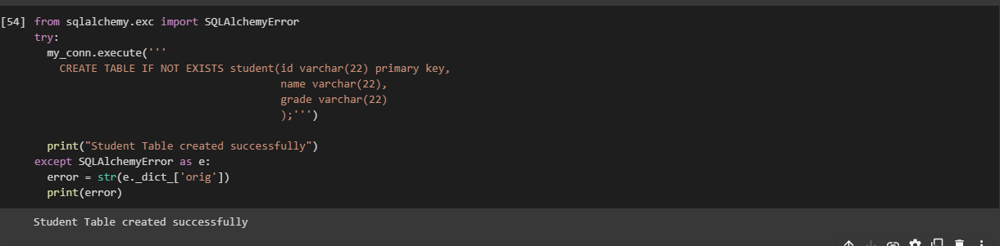 [54] from sqlalchemy.exc import SQLAlchemyError
try:
  my_conn.execute('''
    CREATE TABLE IF NOT EXISTS student(id varchar(22) primary key,
                                       name varchar(22),
                                       grade varchar(22)
                                       );''')
  print("Student Table created successfully")
except SQLAlchemyError as e:
  error = str(e._dict_['orig'])
  print(error)
Student Table created successfully